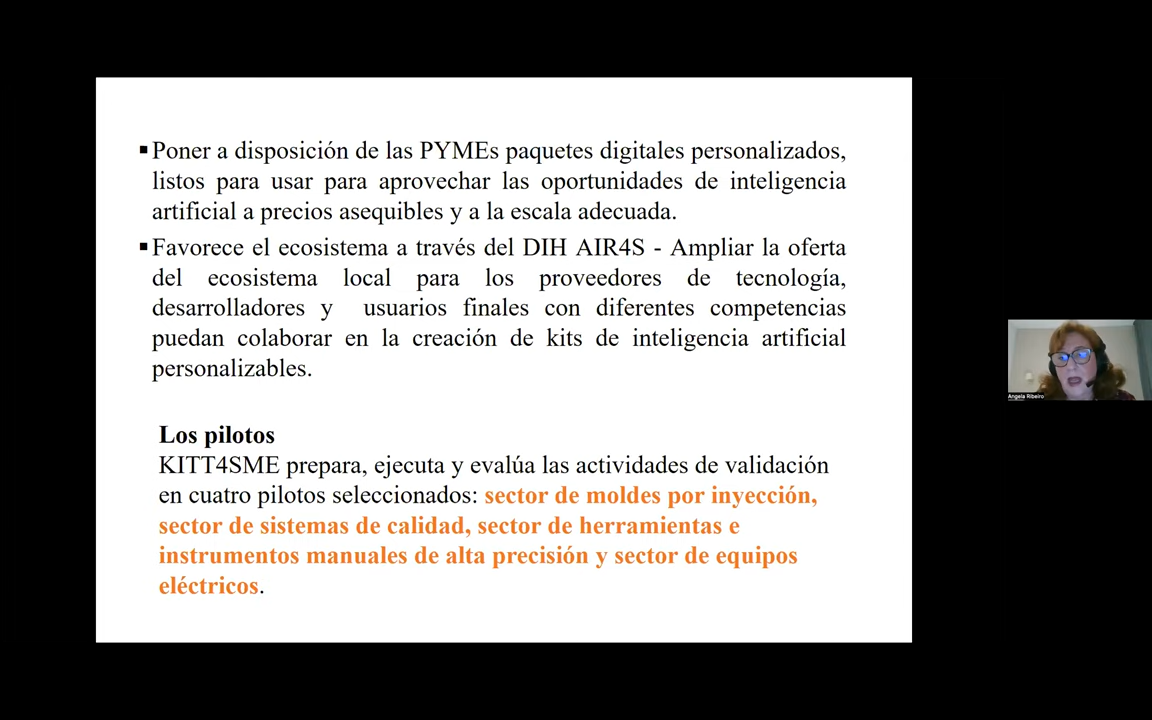 ▪Poner a disposición de las PYMEs paquetes digitales personalizados,
listos para usar para aprovechar las oportunidades de inteligencia
artificial a precios asequibles y a la escala adecuada.
▪Favorece el ecosistema a través del DIH AIR4S - Ampliar la oferta
del ecosistema local para los proveedores de tecnología,
desarrolladores y usuarios finales con diferentes competencias
puedan colaborar en la creación de kits de inteligencia artificial
personalizables.
Los pilotos
KITT4SME prepara, ejecuta y evalúa las actividades de validación
en cuatro pilotos seleccionados: sector de moldes por inyección,
sector de sistemas de calidad, sector de herramientas e
instrumentos manuales de alta precisión y sector de equipos
eléctricos.
Angela Ribeiro